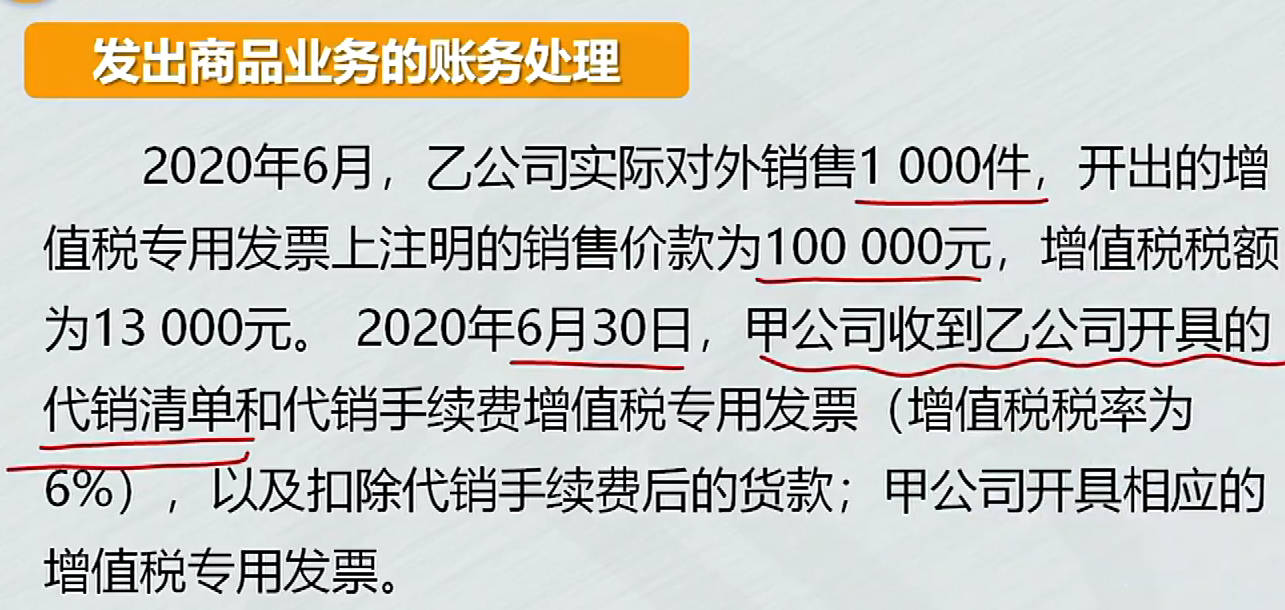 发出商品业务的账务处理
2020年6月，乙公司实际对外销售1 000件，开出的增
值税专用发票上注明的销售价款为100 000元，增值税税额
为13 000元。 2020年6月30日，甲公司收到乙公司开具的
代销清单和代销手续费增值税专用发票（增值税税率为
6%），以及扣除代销手续费后的货款；甲公司开具相应的
增值税专用发票。